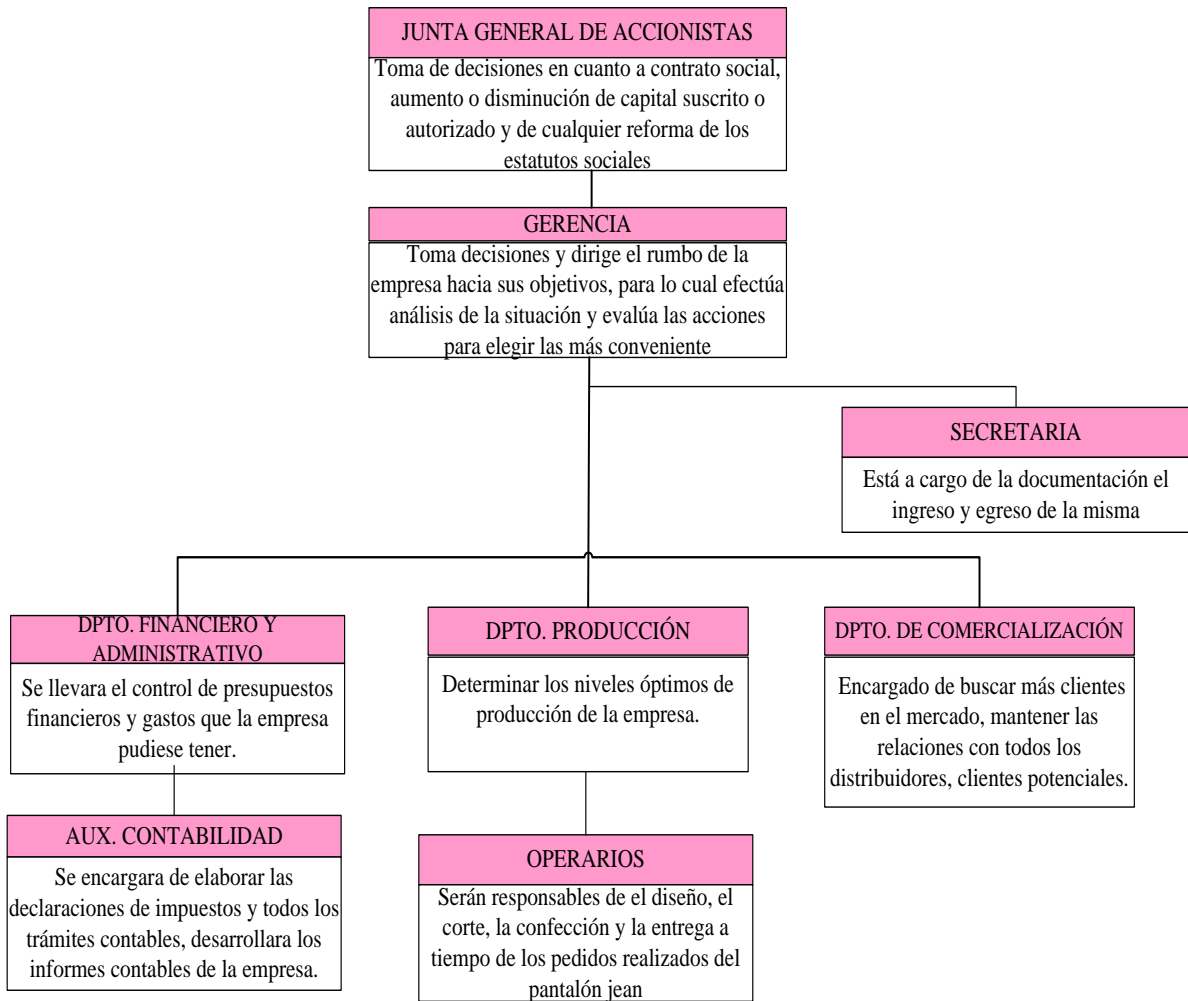 JUNTA GENERAL DE ACCIONISTAS
Toma de decisiones en cuanto a contrato social,
aumento o disminución de capital suscrito o
autorizado y de cualquier reforma de los
estatutos sociales
GERENCIA
Toma decisiones y dirige el rumbo de la
empresa hacia sus objetivos, para lo cual efectúa
análisis de la situación y evalúa las acciones
para elegir las más conveniente
SECRETARIA
Está a cargo de la documentación el
ingreso y egreso de la misma
DPTO. FINANCIERO Y
ADMINISTRATIVO
Se llevara el control de presupuestos
financieros y gastos que la empresa
pudiese tener.
DPTO. PRODUCCIÓN
Determinar los niveles óptimos de
producción de la empresa.
DPTO. DE COMERCIALIZACIÓN
Encargado de buscar más clientes
en el mercado, mantener las
relaciones con todos los
distribuidores, clientes potenciales.
AUX. CONTABILIDAD
Se encargara de elaborar las
declaraciones de impuestos y todos los
trámites contables, desarrollara los
informes contables de la empresa.
OPERARIOS
Serán responsables de el diseño, el
corte, la confección y la entrega a
tiempo de los pedidos realizados del
pantalón jean